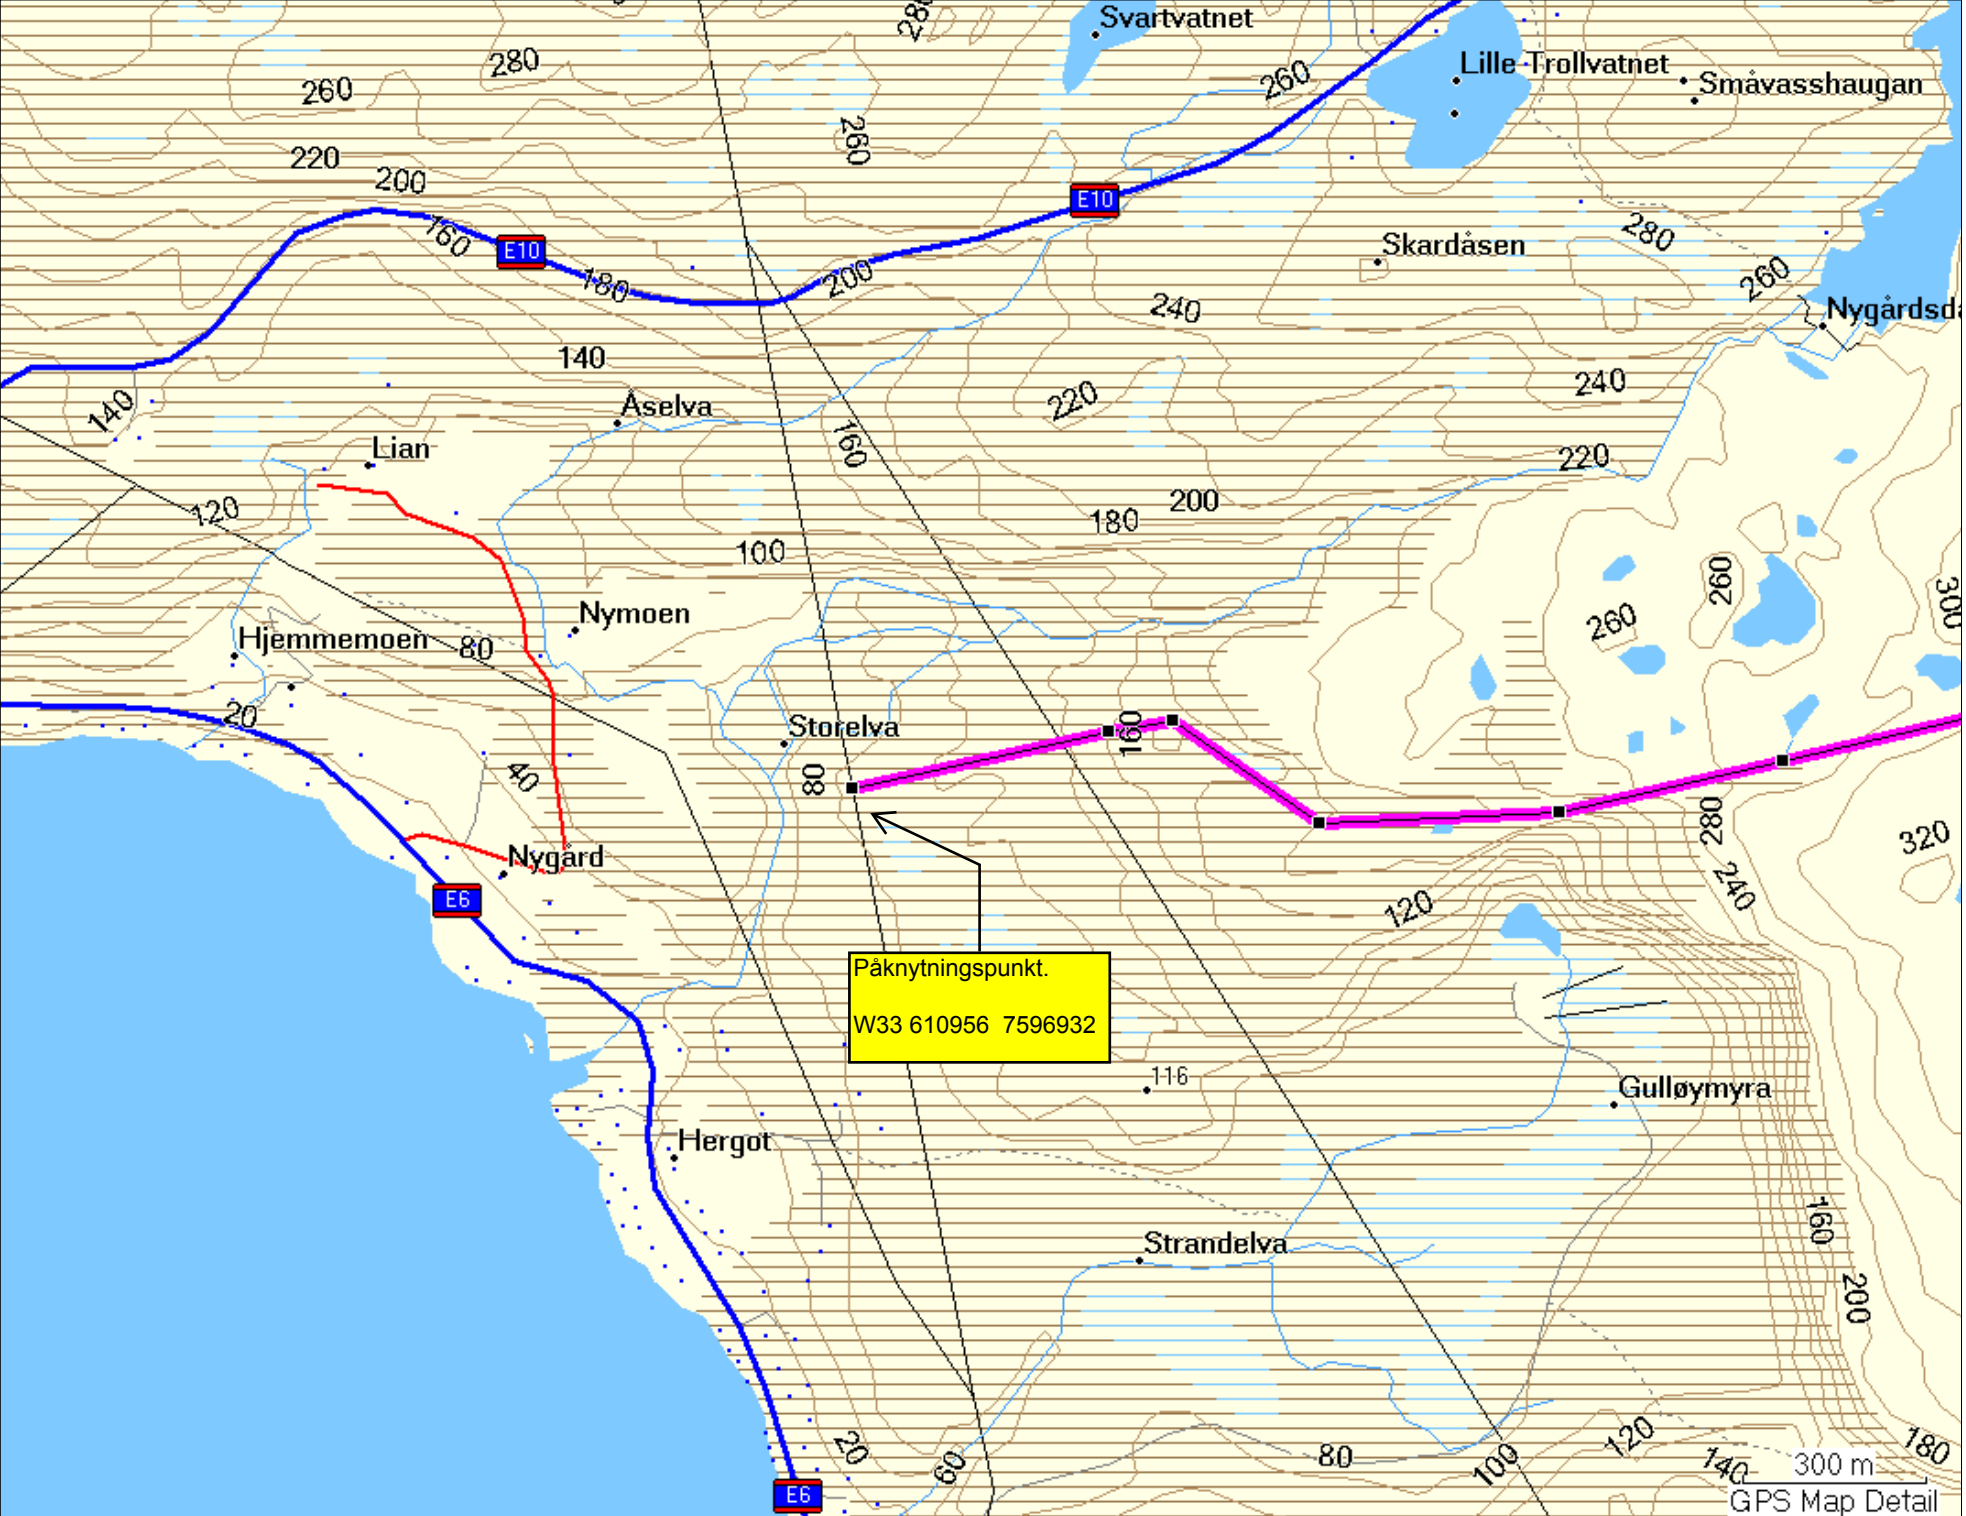 280
Svartvatnet
280
260
260
Lille Trollvatnet
Småvasshaugan
260
220
200
E10
160
E10
180
200
Skardåsen
280
260
240
Nygårdsda
140
140
Åselva
220
240
Lian
160
220
120
200
180
100
260
260
300
Nymoen
Hjemmemoen
80
20
Storelva
160
80
40
280
320
Nygård
240
E6
120
Påknytningspunkt.
W33 610956 7596932
116
Gulløymyra
Hergot
160
Strandelva
200
20
60
80
100
120
140
180
300 m
E6
GPS Map Detail